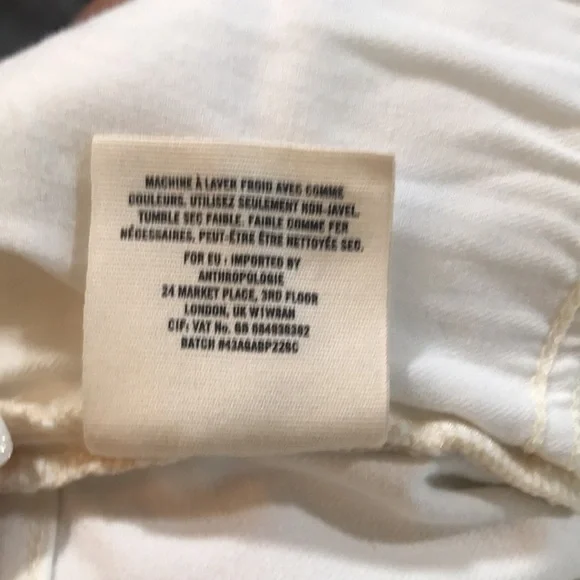 MACHINE À LAVER FROID AVEC COMME
COULEURS, UTILISEZ SEULEMENT NON-JAVEL.
TUMBLE SEC FAIBLE. FAIBLE COMME FER
NÉCESSAIRES. PEUT-ÊTRE ÊTRE NETTOYÉS SEC.
FOR EU : IMPORTED BY
ANTHROPOLOGIE
24 MARKET PLACE, 3RD FLOOR
LONDON, UK W1W8AN
CIF: VAT No. GB
BATCH